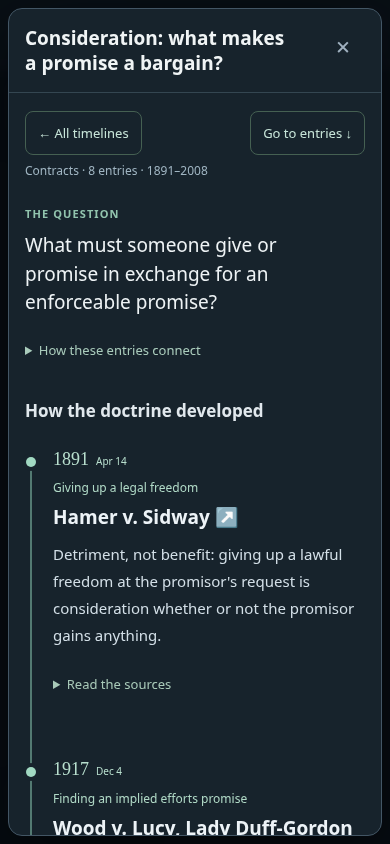 Consideration: what makes
a promise a bargain?
← All timelines
Go to entries ↓
Contracts · 8 entries · 1891–2008
THE QUESTION
What must someone give or
promise in exchange for an
enforceable promise?
How these entries connect
How the doctrine developed
1891 Apr 14
Giving up a legal freedom
Hamer v. Sidway ↗
Detriment, not benefit: giving up a lawful
freedom at the promisor's request is
consideration whether or not the promisor
gains anything.
Read the sources
1917 Dec 4
Finding an implied efforts promise
Wood v. Lucy, Lady Duff-Gordon